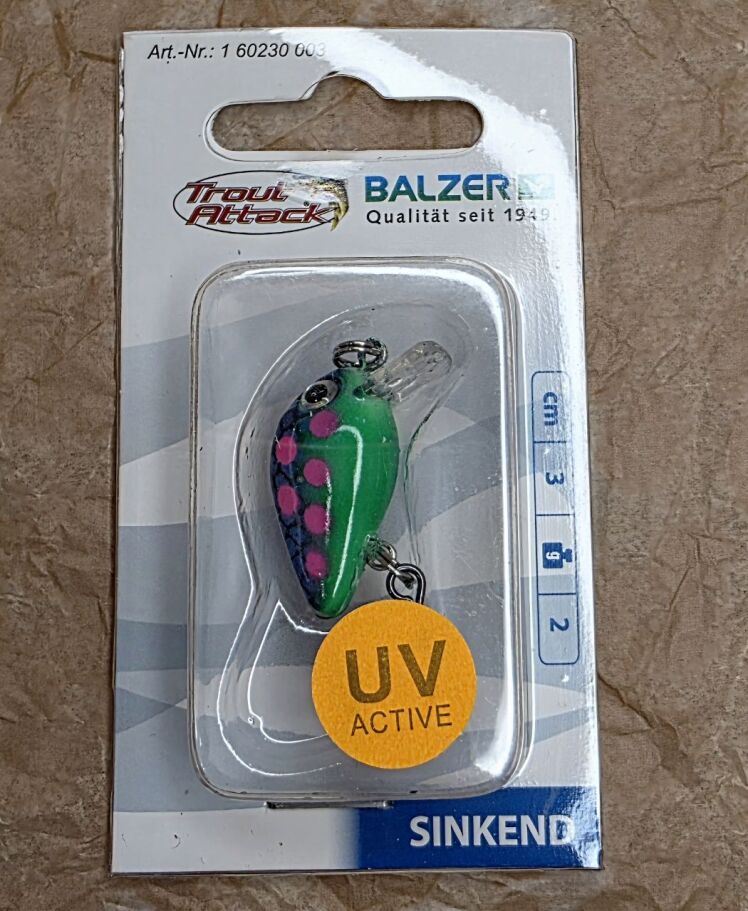 Art.-Nr.: 1 60230 003
Trout
Attack
BALZER
Qualität seit 1949
cm
3
g
2
UV
ACTIVE
SINKEND